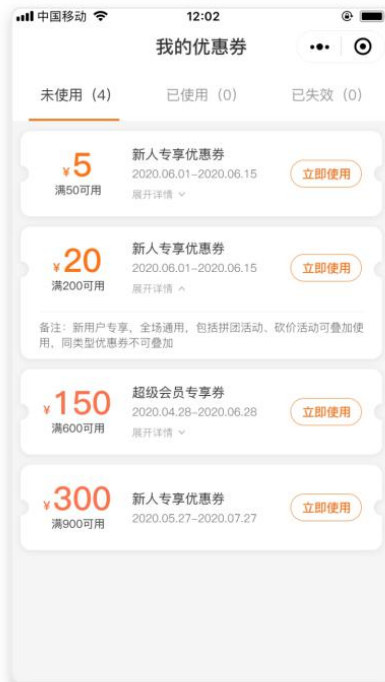 中国移动 12:02
我的优惠券
未使用（4） 已使用（0） 已失效（0）
¥5 新人专享优惠券
2020.06.01-2020.06.15 立即使用
满50可用 展开详情
¥20 新人专享优惠券
2020.06.01-2020.06.15 立即使用
满200可用 展开详情
备注：新用户专享，全场通用，包括拼团活动、砍价活动可叠加使
用，同类型优惠券不可叠加
¥150 超级会员专享券
2020.04.28-2020.06.28 立即使用
满600可用 展开详情
¥300 新人专享优惠券
2020.05.27-2020.07.27 立即使用
满900可用